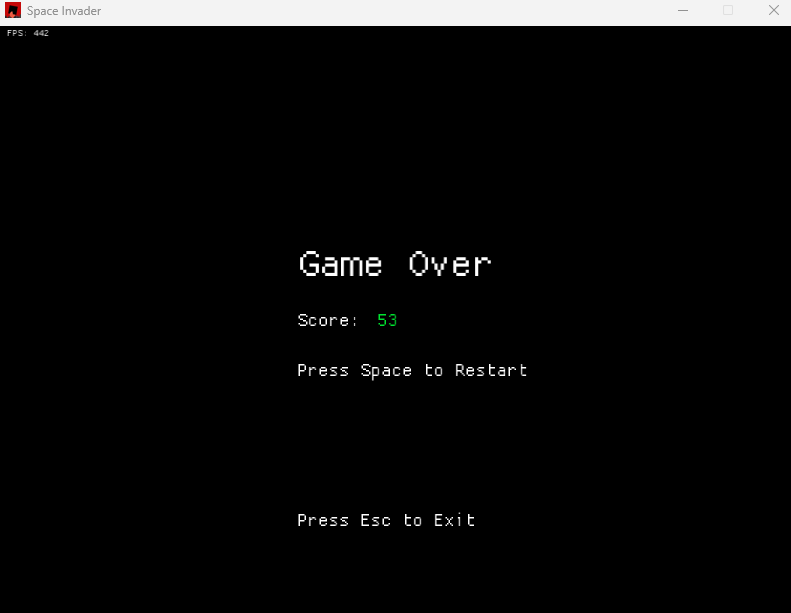 Space Invader
FPS: 442
Game Over
Score: 53
Press Space to Restart
Press Esc to Exit